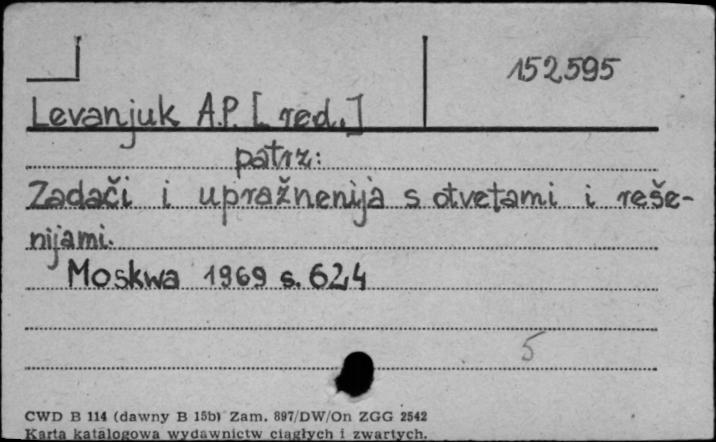 152595
Levanjuk A.P. [red.]
patrz:
Zadači i upražnenija s otvetami i reše-
nijami.
Moskwa 1969 s. 624
5
CWD B 114 (dawny B 15b) Zam. 897/DW/On ZGG 2542
Karta katalogowa wydawnictw ciągłych i zwartych.